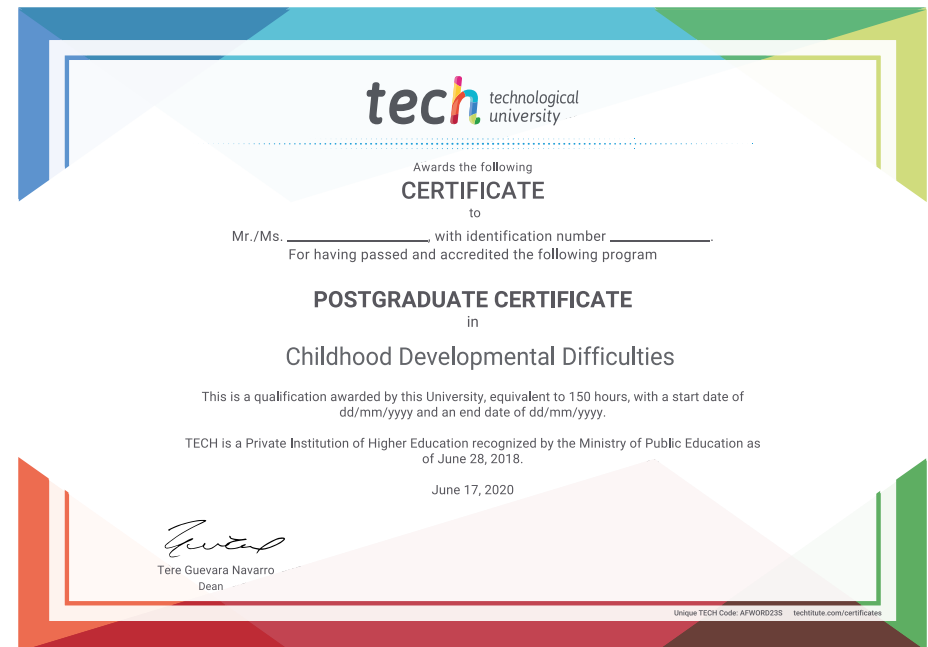 tech technological
university
Awards the following
CERTIFICATE
to
Mr./Ms. ____________________, with identification number ______________.
For having passed and accredited the following program
POSTGRADUATE CERTIFICATE
in
Childhood Developmental Difficulties
This is a qualification awarded by this University, equivalent to 150 hours, with a start date of
dd/mm/yyyy and an end date of dd/mm/yyyy.
TECH is a Private Institution of Higher Education recognized by the Ministry of Public Education as
of June 28, 2018.
June 17, 2020
Tere Guevara Navarro
Dean
Unique TECH Code: AFWORD23S techtitute.com/certificates